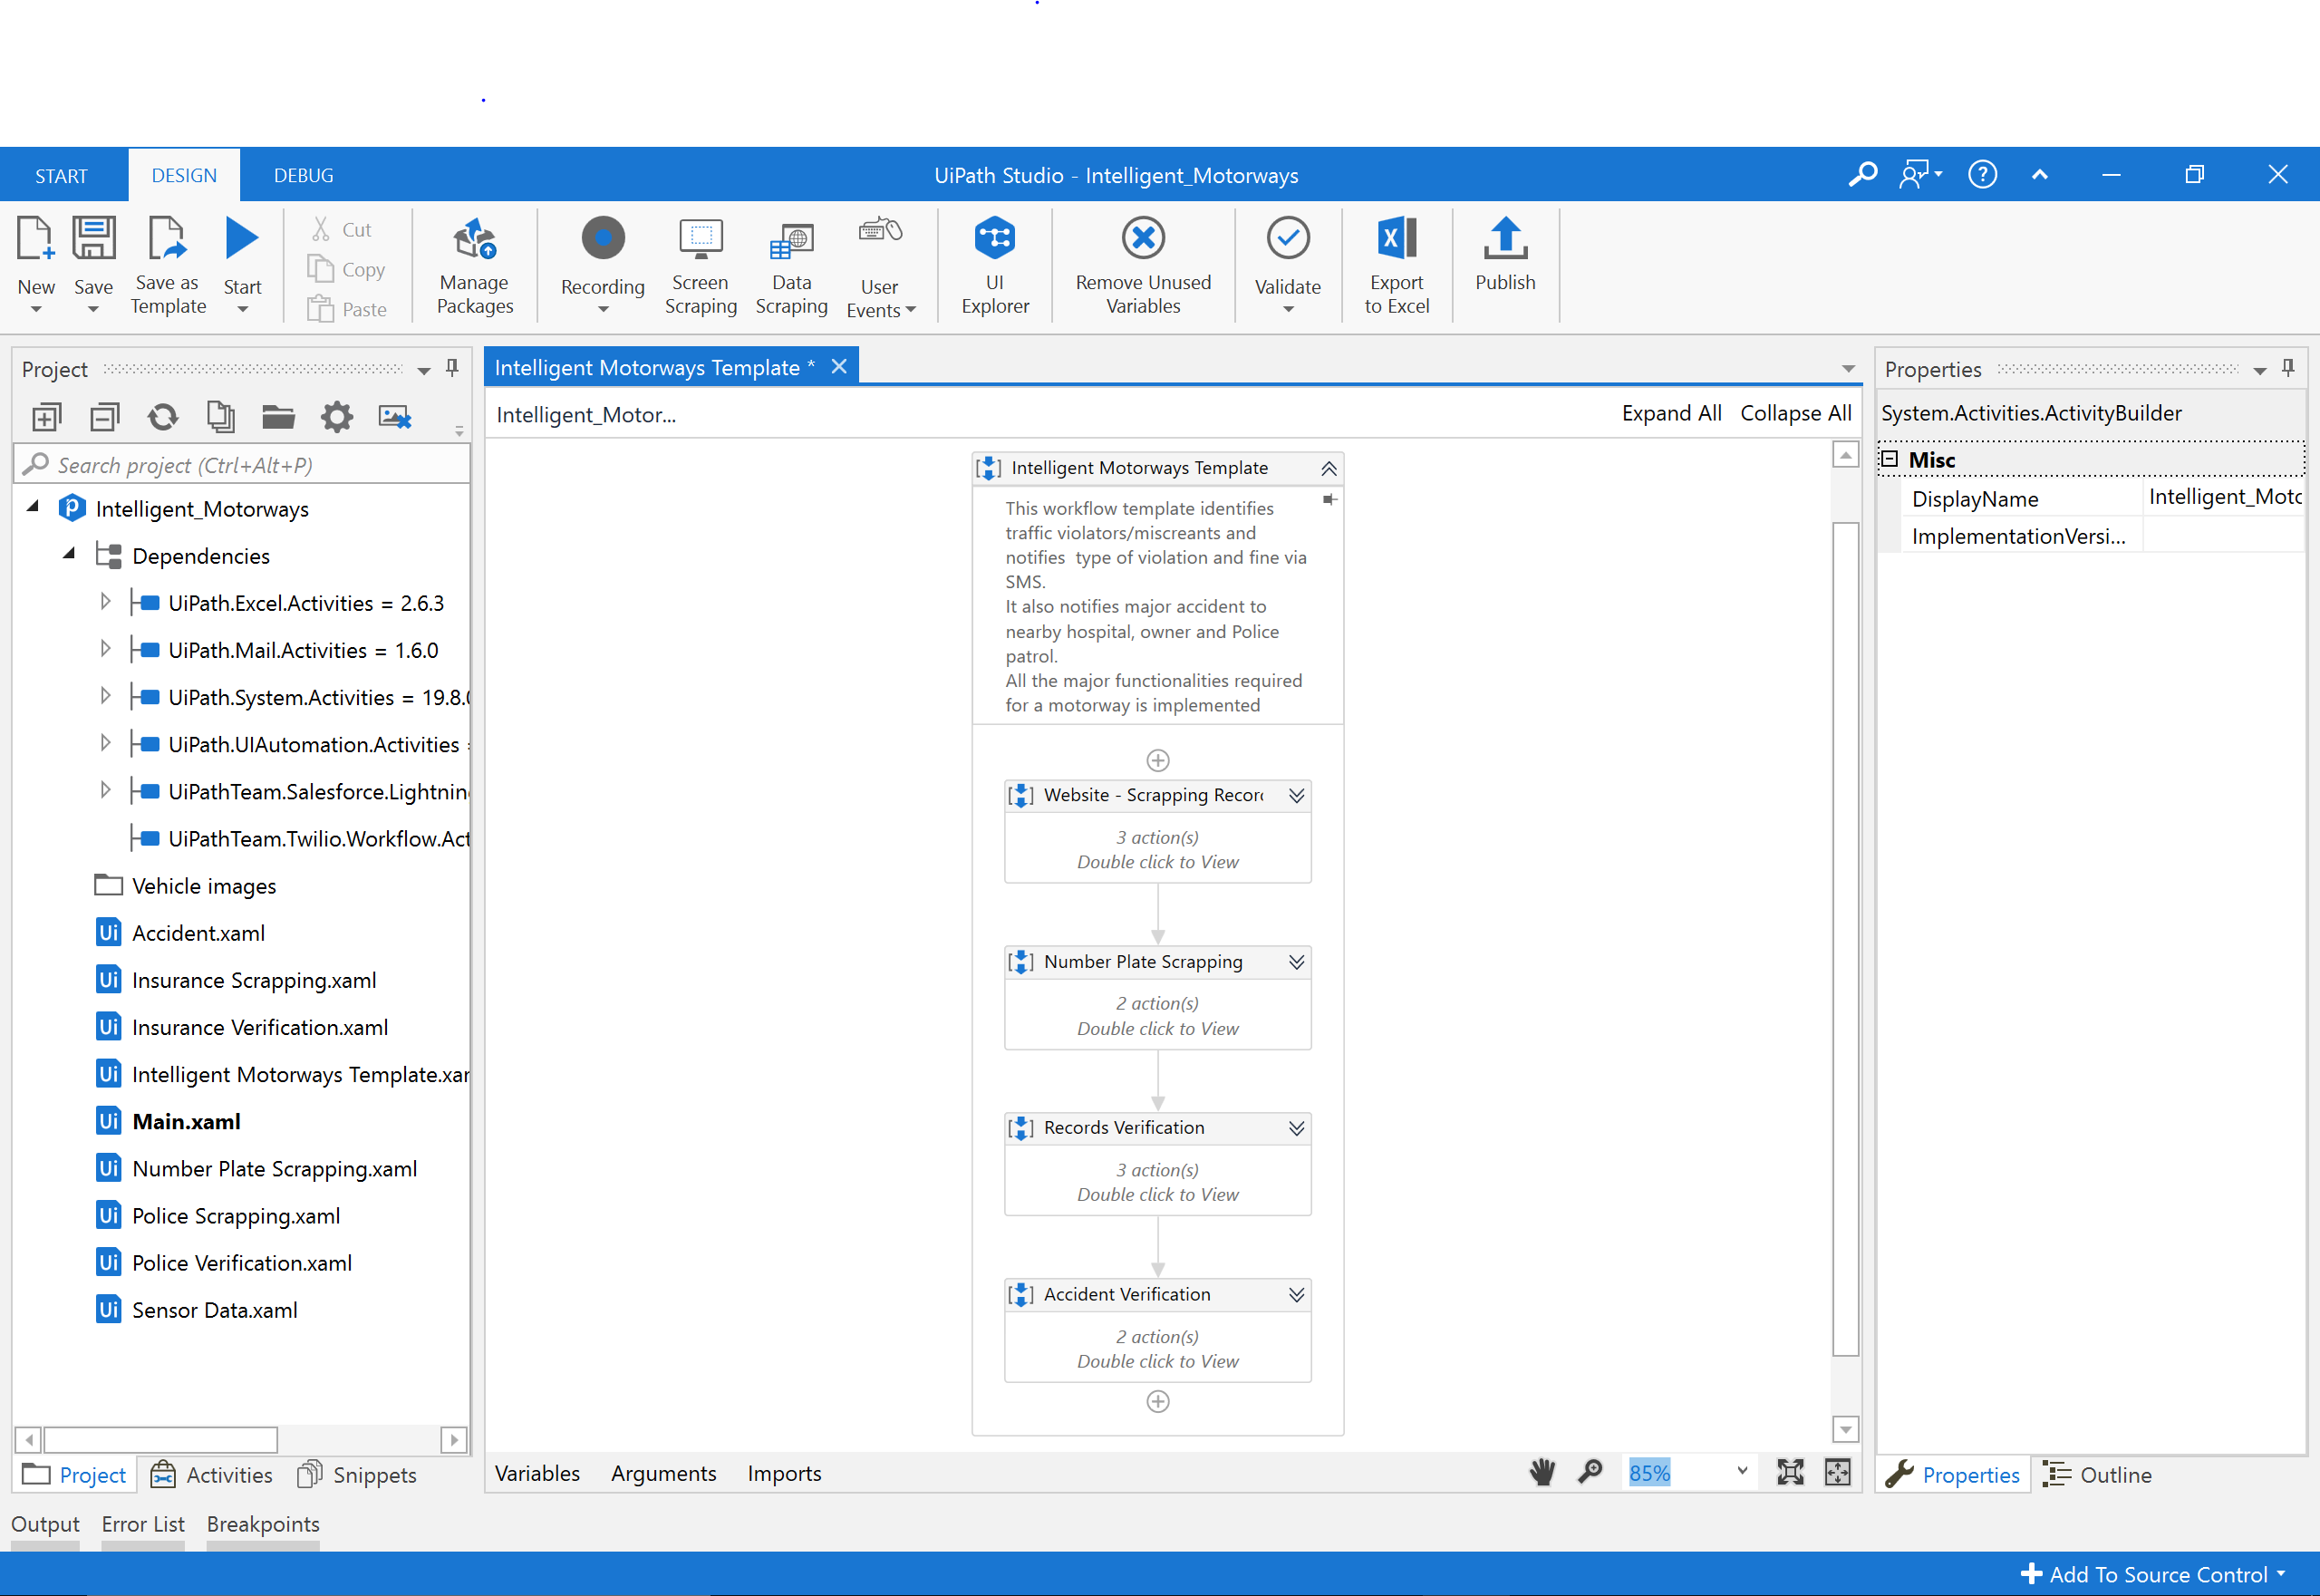 START
DESIGN
DEBUG
UiPath Studio - Intelligent_Motorways
New
Save
Save as
Template
Start
Cut
Copy
Paste
Manage
Packages
Recording
Screen
Scraping
Data
Scraping
User
Events
UI
Explorer
Remove Unused
Variables
Validate
Export
to Excel
Publish
Project
Search project (Ctrl+Alt+P)
Intelligent_Motorways
Dependencies
UiPath.Excel.Activities = 2.6.3
UiPath.Mail.Activities = 1.6.0
UiPath.System.Activities = 19.8.0
UiPath.UIAutomation.Activities =
UiPathTeam.Salesforce.Lightnin
UiPathTeam.Twilio.Workflow.Act
Vehicle images
Accident.xaml
Insurance Scrapping.xaml
Insurance Verification.xaml
Intelligent Motorways Template.xar
Main.xaml
Number Plate Scrapping.xaml
Police Scrapping.xaml
Police Verification.xaml
Sensor Data.xaml
Project
Activities
Snippets
Intelligent Motorways Template *
Intelligent_Motor...
Expand All
Collapse All
Intelligent Motorways Template
This workflow template identifies
traffic violators/miscreants and
notifies  type of violation and fine via
SMS.
It also notifies major accident to
nearby hospital, owner and Police
patrol.
All the major functionalities required
for a motorway is implemented
Website - Scrapping Recor
3 action(s)
Double click to View
Number Plate Scrapping
2 action(s)
Double click to View
Records Verification
3 action(s)
Double click to View
Accident Verification
2 action(s)
Double click to View
Variables
Arguments
Imports
85%
Properties
System.Activities.ActivityBuilder
Misc
DisplayName
Intelligent_Motc
ImplementationVersi...
Properties
Outline
Output
Error List
Breakpoints
Add To Source Control